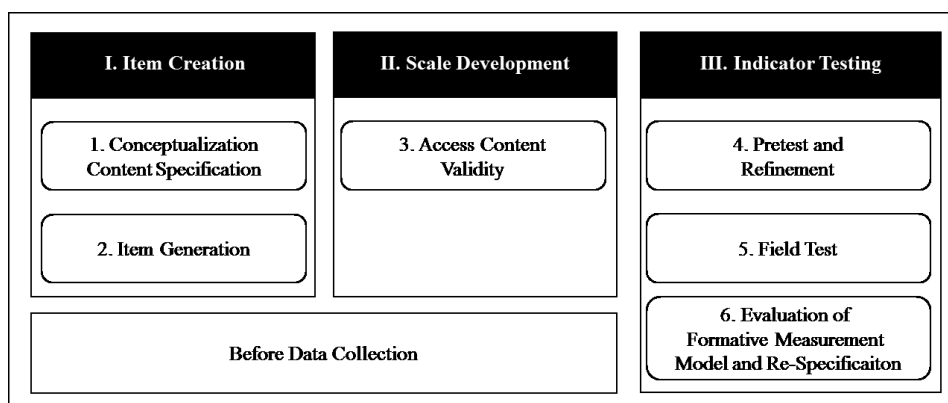 I. Item Creation
1. Conceptualization
Content Specification
2. Item Generation
II. Scale Development
3. Access Content
Validity
III. Indicator Testing
4. Pretest and
Refinement
5. Field Test
6. Evaluation of
Formative Measurement
Model and Re-Specificaiton
Before Data Collection